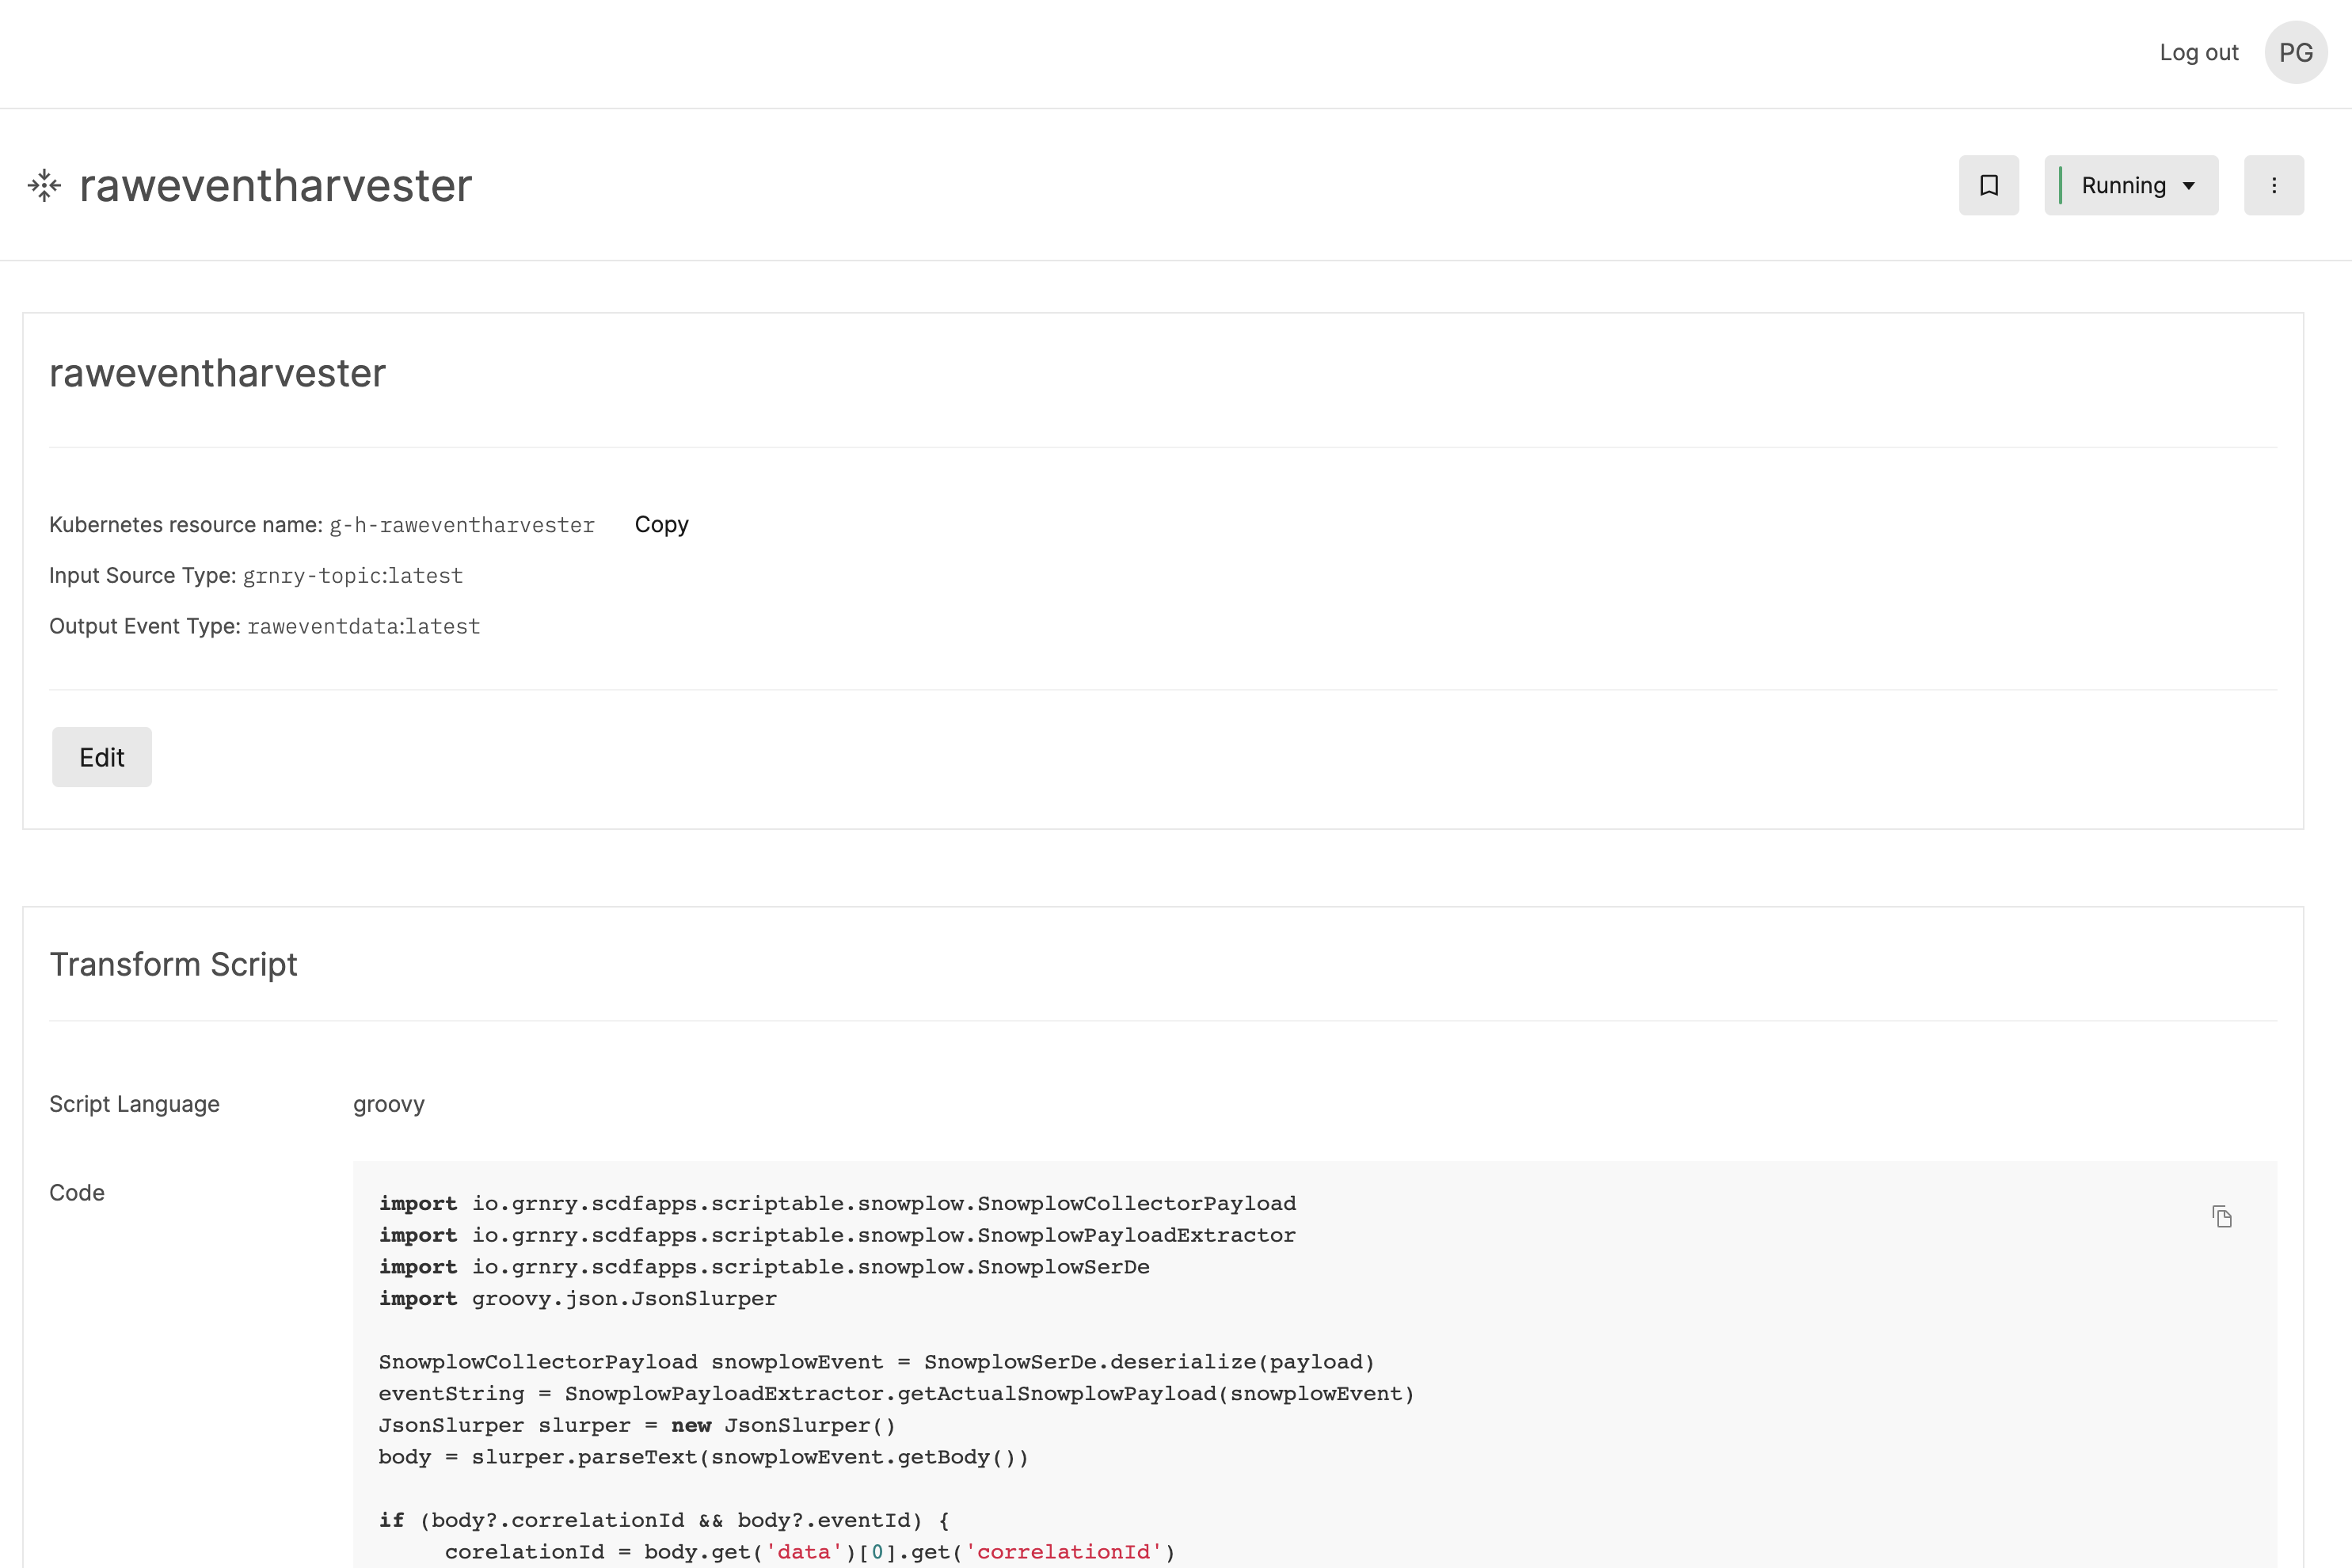 Log out PG
raweventharvester Running
raweventharvester
Kubernetes resource name: g-h-raweventharvester Copy
Input Source Type: grnry-topic:latest
Output Event Type: raweventdata:latest
Edit
Transform Script
Script Language groovy
Code
import io.grnry.scdfapps.scriptable.snowplow.SnowplowCollectorPayload
import io.grnry.scdfapps.scriptable.snowplow.SnowplowPayloadExtractor
import io.grnry.scdfapps.scriptable.snowplow.SnowplowSerDe
import groovy.json.JsonSlurper
SnowplowCollectorPayload snowplowEvent = SnowplowSerDe.deserialize(payload)
eventString = SnowplowPayloadExtractor.getActualSnowplowPayload(snowplowEvent)
JsonSlurper slurper = new JsonSlurper()
body = slurper.parseText(snowplowEvent.getBody())
if (body?.correlationId && body?.eventId) {
corelationId = body.get('data')[0].get('correlationId')